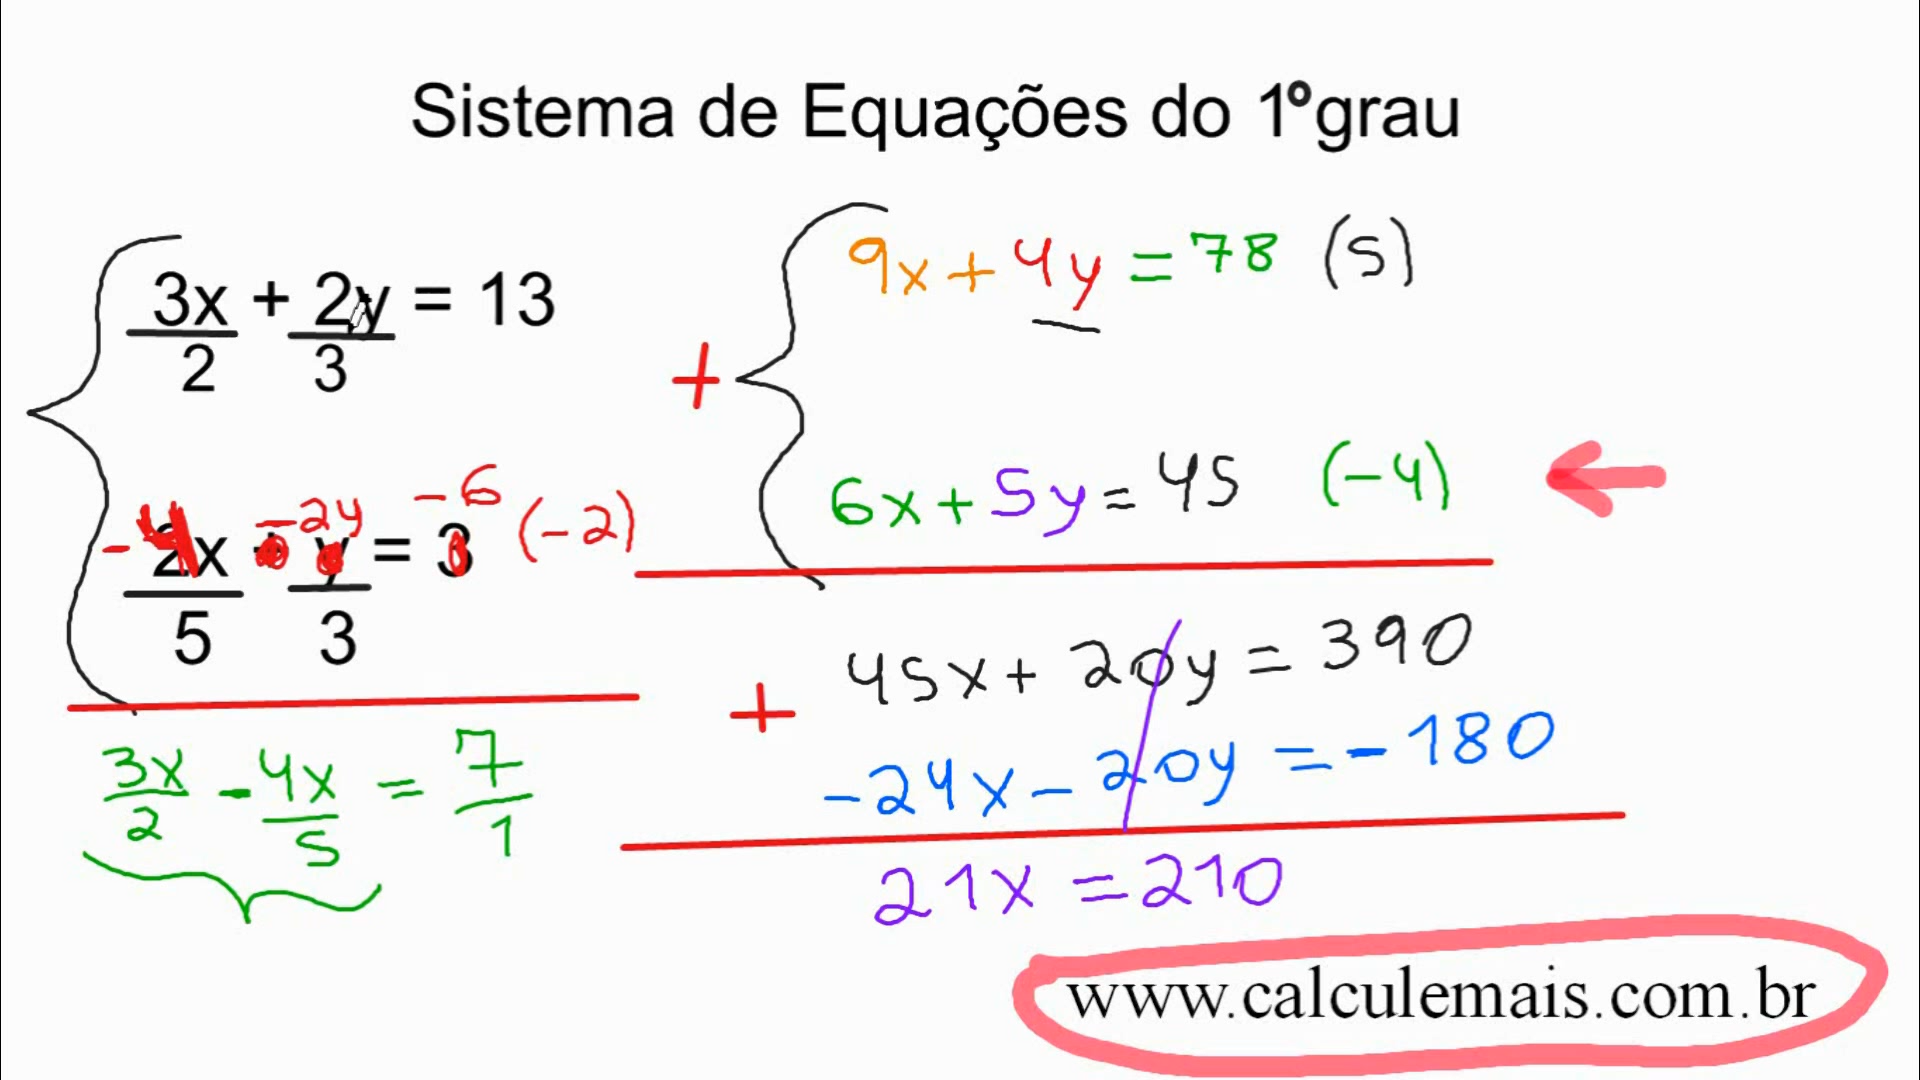 Sistema de Equações do 1ºgrau
3x + 2y = 13
2 3
-4x -2y = -6 (-2)
5 3
3x - 4x = 7
2 5 1
9x + 4y = 78 (5)
+
6x + 5y = 45 (-4)
45x + 20y = 390
+
-24x - 20y = -180
21x = 210
www.calculemais.com.br